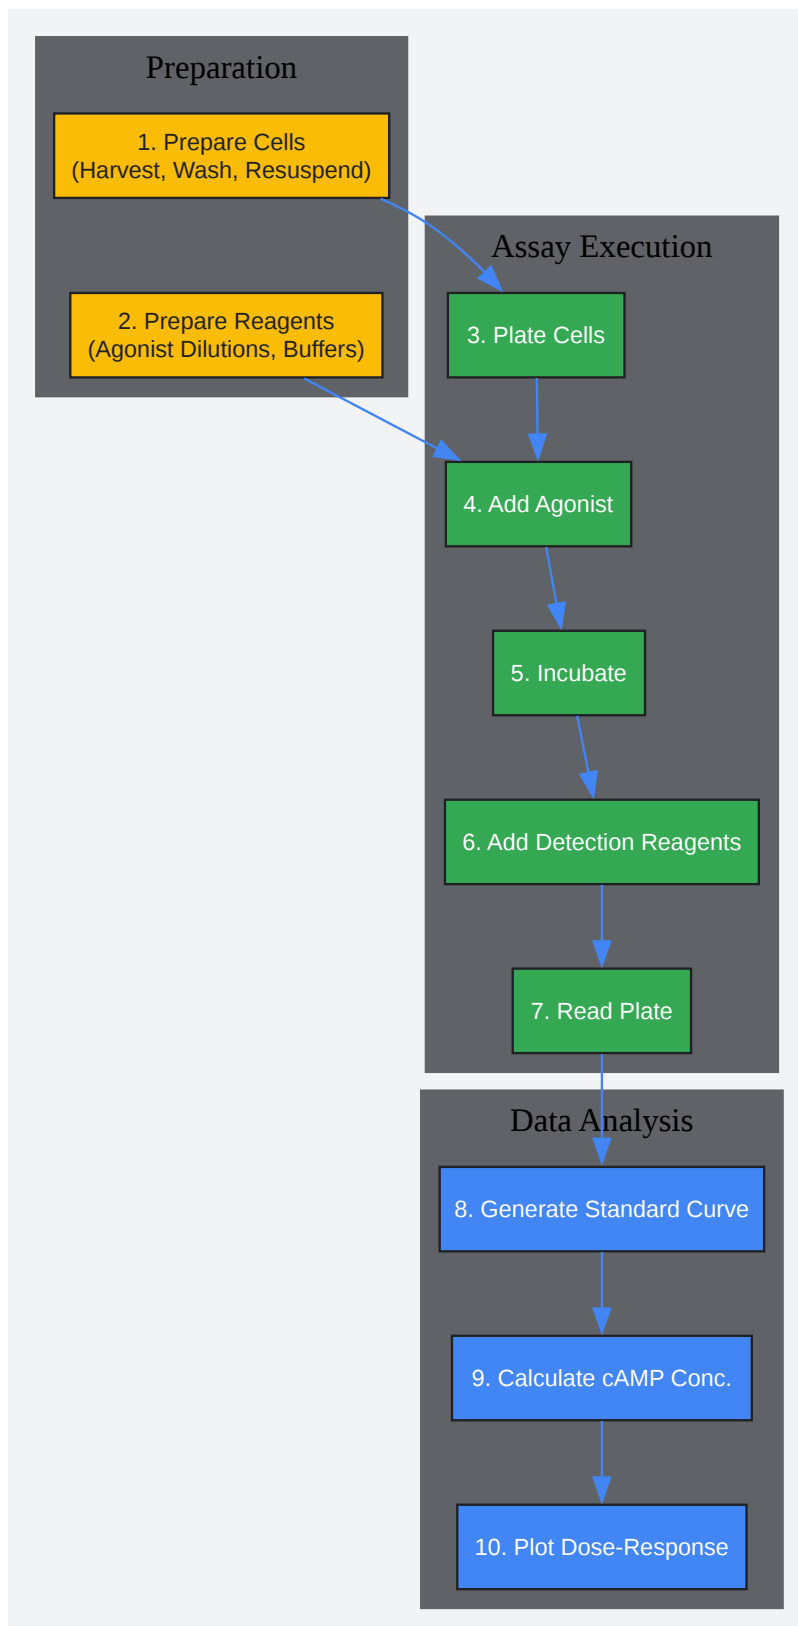 Preparation
1. Prepare Cells
(Harvest, Wash, Resuspend)
2. Prepare Reagents
(Agonist Dilutions, Buffers)
Assay Execution
3. Plate Cells
4. Add Agonist
5. Incubate
6. Add Detection Reagents
7. Read Plate
Data Analysis
8. Generate Standard Curve
9. Calculate cAMP Conc.
10. Plot Dose-Response